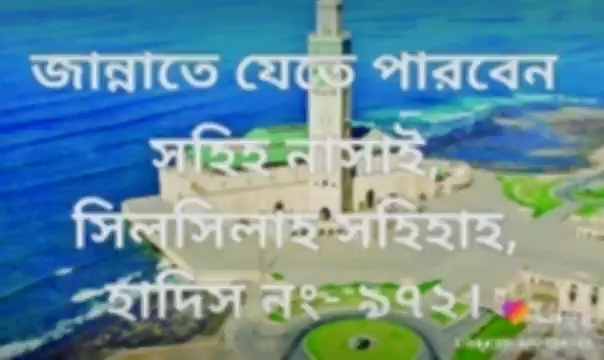 জান্নাতে যেতে পারবেন
সহিহ নাসাই,
সিলসিলাহ সহিহাহ,
হাদিস নং- ৯৭২।